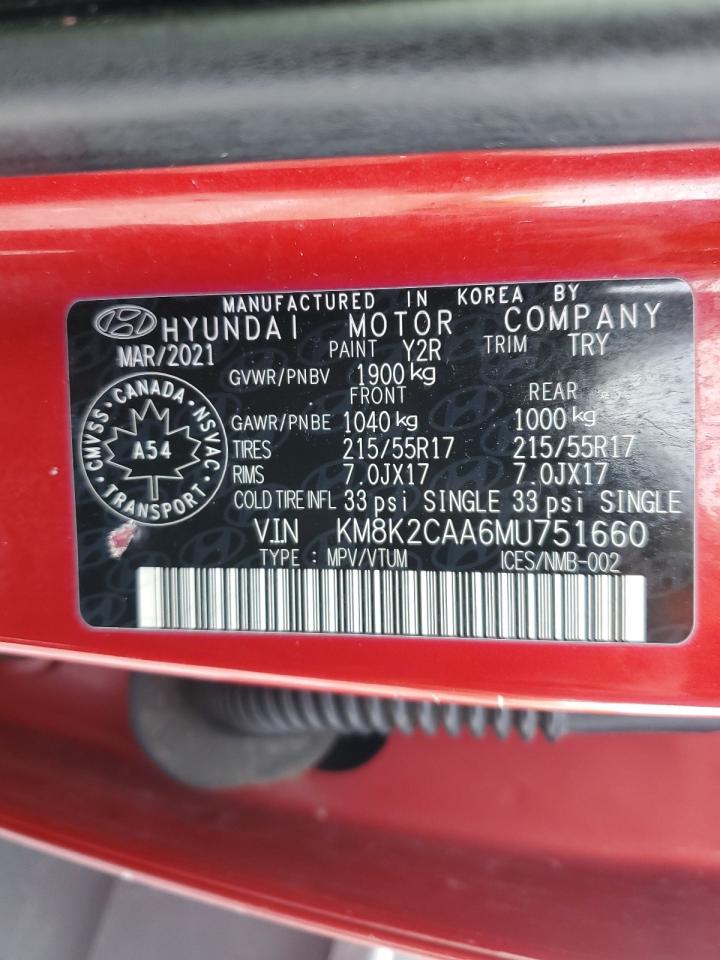 MANUFACTURED IN KOREA BY
HYUNDAI MOTOR COMPANY
MAR/2021 PAINT Y2R TRIM TRY
GVWR/PNBV 1900 kg
FRONT REAR
GAWR/PNBE 1040 kg 1000 kg
TIRES 215/55R17 215/55R17
RIMS 7.0JX17 7.0JX17
COLD TIRE INFL 33 psi SINGLE 33 psi SINGLE
VIN KM8K2CAA6MU751660
TYPE : MPV/VTUM ICES/NMB-002
CMVSS · CANADA · NSVAC · TRANSPORT ·
A54